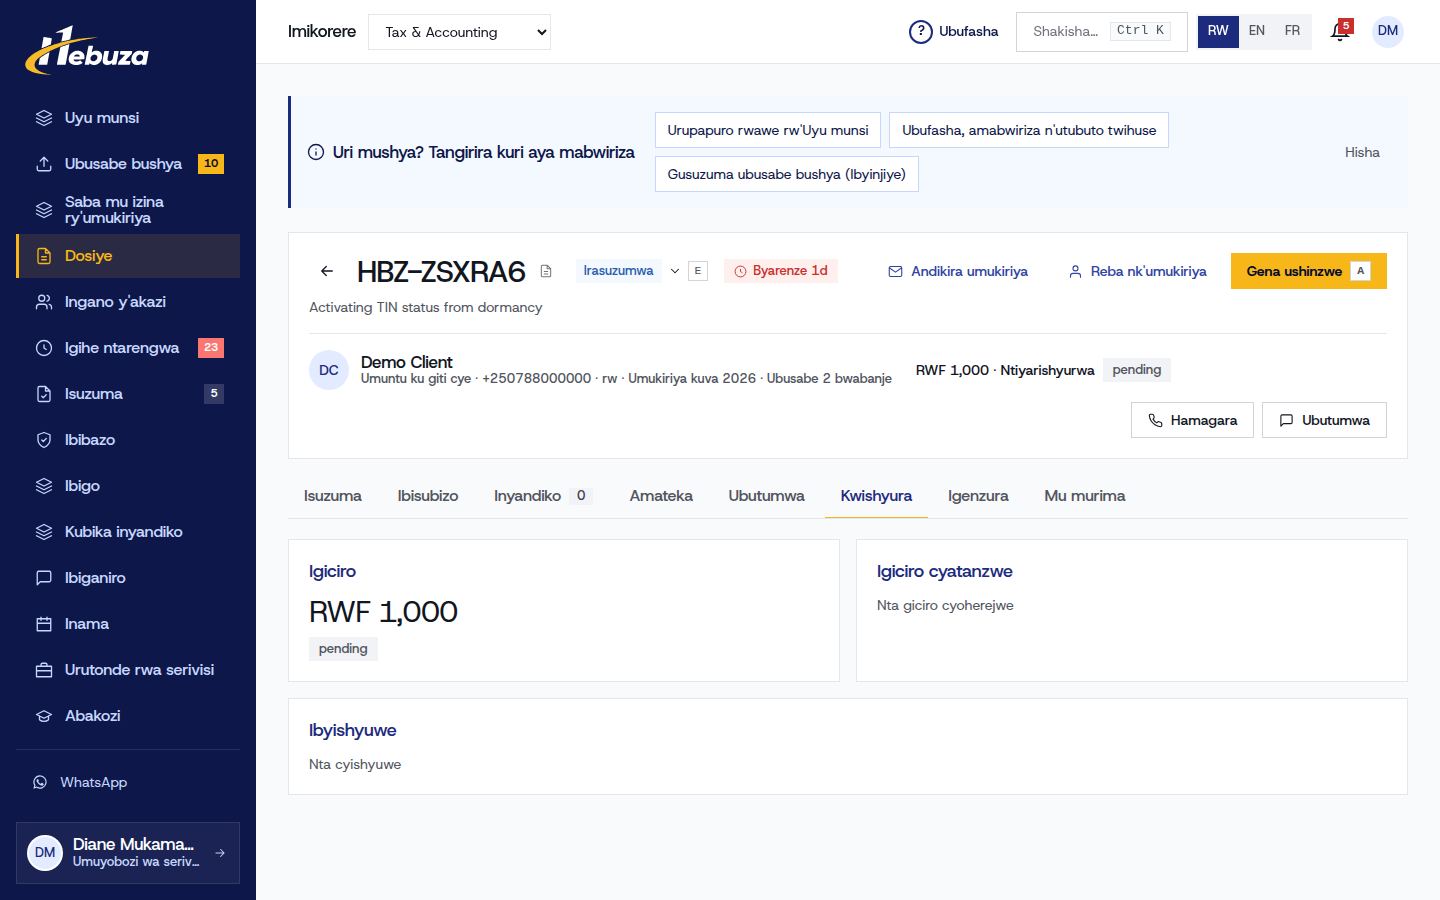 Hebuza
Uyu munsi
Ubusabe bushya 10
Saba mu izina
ry'umukiriya
Dosiye
Ingano y'akazi
Igihe ntarengwa 23
Isuzuma 5
Ibibazo
Ibigo
Kubika inyandiko
Ibiganiro
Inama
Urutonde rwa serivisi
Abakozi
WhatsApp
DM Diane Mukama...
Umuyobozi wa seriv...
Imikorere Tax & Accounting ? Ubufasha Shakisha... Ctrl K RW EN FR 5 DM
Uri mushya? Tangirira kuri aya mabwiriza
Urupapuro rwawe rw'Uyu munsi
Ubufasha, amabwiriza n'utubuto twihuse
Gusuzuma ubusabe bushya (Ibyinjiye)
Hisha
HBZ-ZSXRA6 Irasuzumwa E Byarenze 1d Andikira umukiriya Reba nk'umukiriya Gena ushinzwe A
Activating TIN status from dormancy
DC Demo Client
Umuntu ku giti cye · +250788000000 · rw · Umukiriya kuva 2026 · Ubusabe 2 bwabanje
RWF 1,000 · Ntiyarishyurwa pending
Hamagara Ubutumwa
Isuzuma Ibisubizo Inyandiko 0 Amateka Ubutumwa Kwishyura Igenzura Mu murima
Igiciro
RWF 1,000
pending
Igiciro cyatanzwe
Nta giciro cyoherejwe
Ibyishyuwe
Nta cyishyuwe